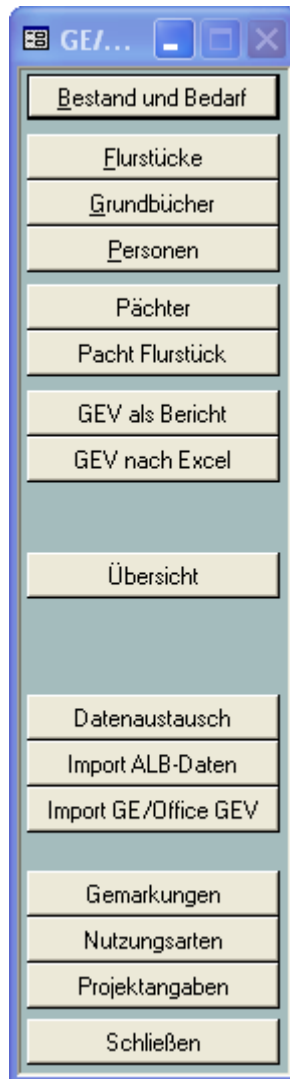 GE/...
Bestand und Bedarf
Flurstücke
Grundbücher
Personen
Pächter
Pacht Flurstück
GEV als Bericht
GEV nach Excel
Übersicht
Datenaustausch
Import ALB-Daten
Import GE/Office GEV
Gemarkungen
Nutzungsarten
Projektangaben
Schließen